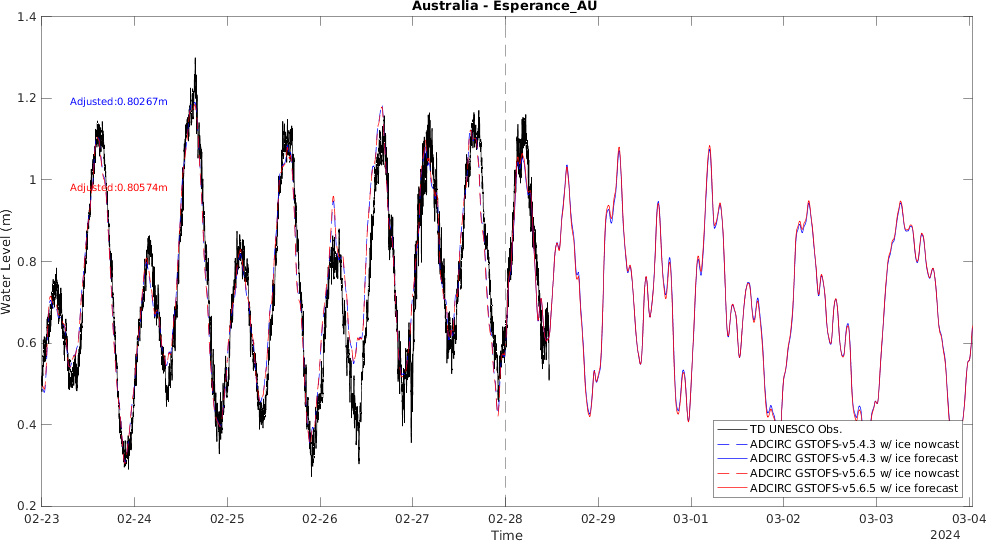 Australia - Esperance_AU
1.4
1.2
1
0.8
0.6
0.4
0.2
Water Level (m)
Adjusted:0.80267m
Adjusted:0.80574m
TD UNESCO Obs.
ADCIRC GSTOFS-v5.4.3 w/ ice nowcast
ADCIRC GSTOFS-v5.4.3 w/ ice forecast
ADCIRC GSTOFS-v5.6.5 w/ ice nowcast
ADCIRC GSTOFS-v5.6.5 w/ ice forecast
02-23 02-24 02-25 02-26 02-27 02-28 02-29 03-01 03-02 03-03 03-04
Time
2024